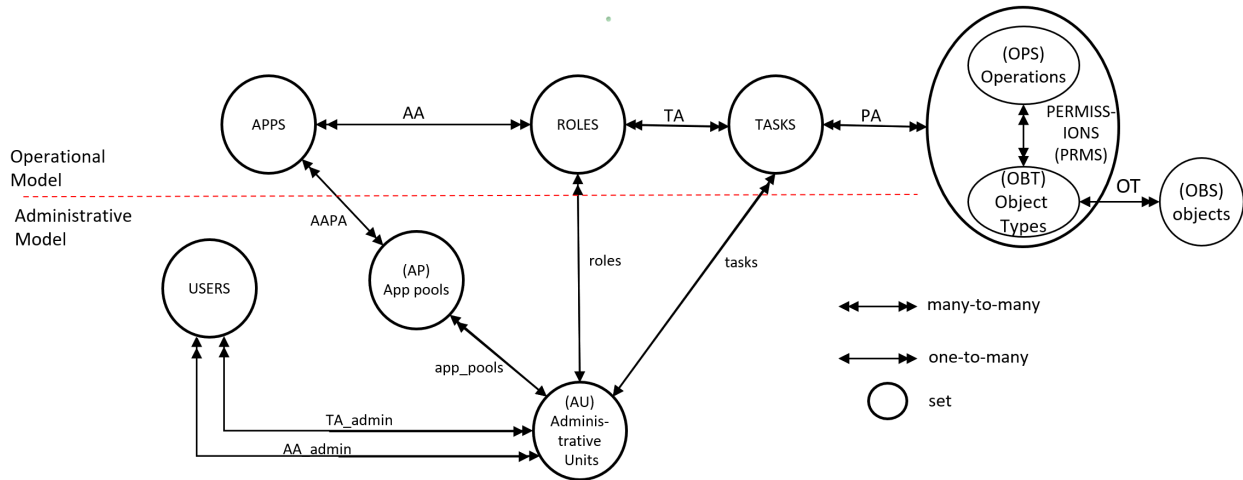 (OPS)
Operations
APPS
AA
ROLES
TA
TASKS
PA
PERMISS-
IONS
(PRMS)
Operational
Model
(OBT)
Object
Types
OT
(OBS)
objects
Administrative
Model
AAPA
USERS
(AP)
App pools
roles
tasks
many-to-many
app_pools
one-to-many
(AU)
Adminis-
trative
Units
set
TA_admin
AA_admin